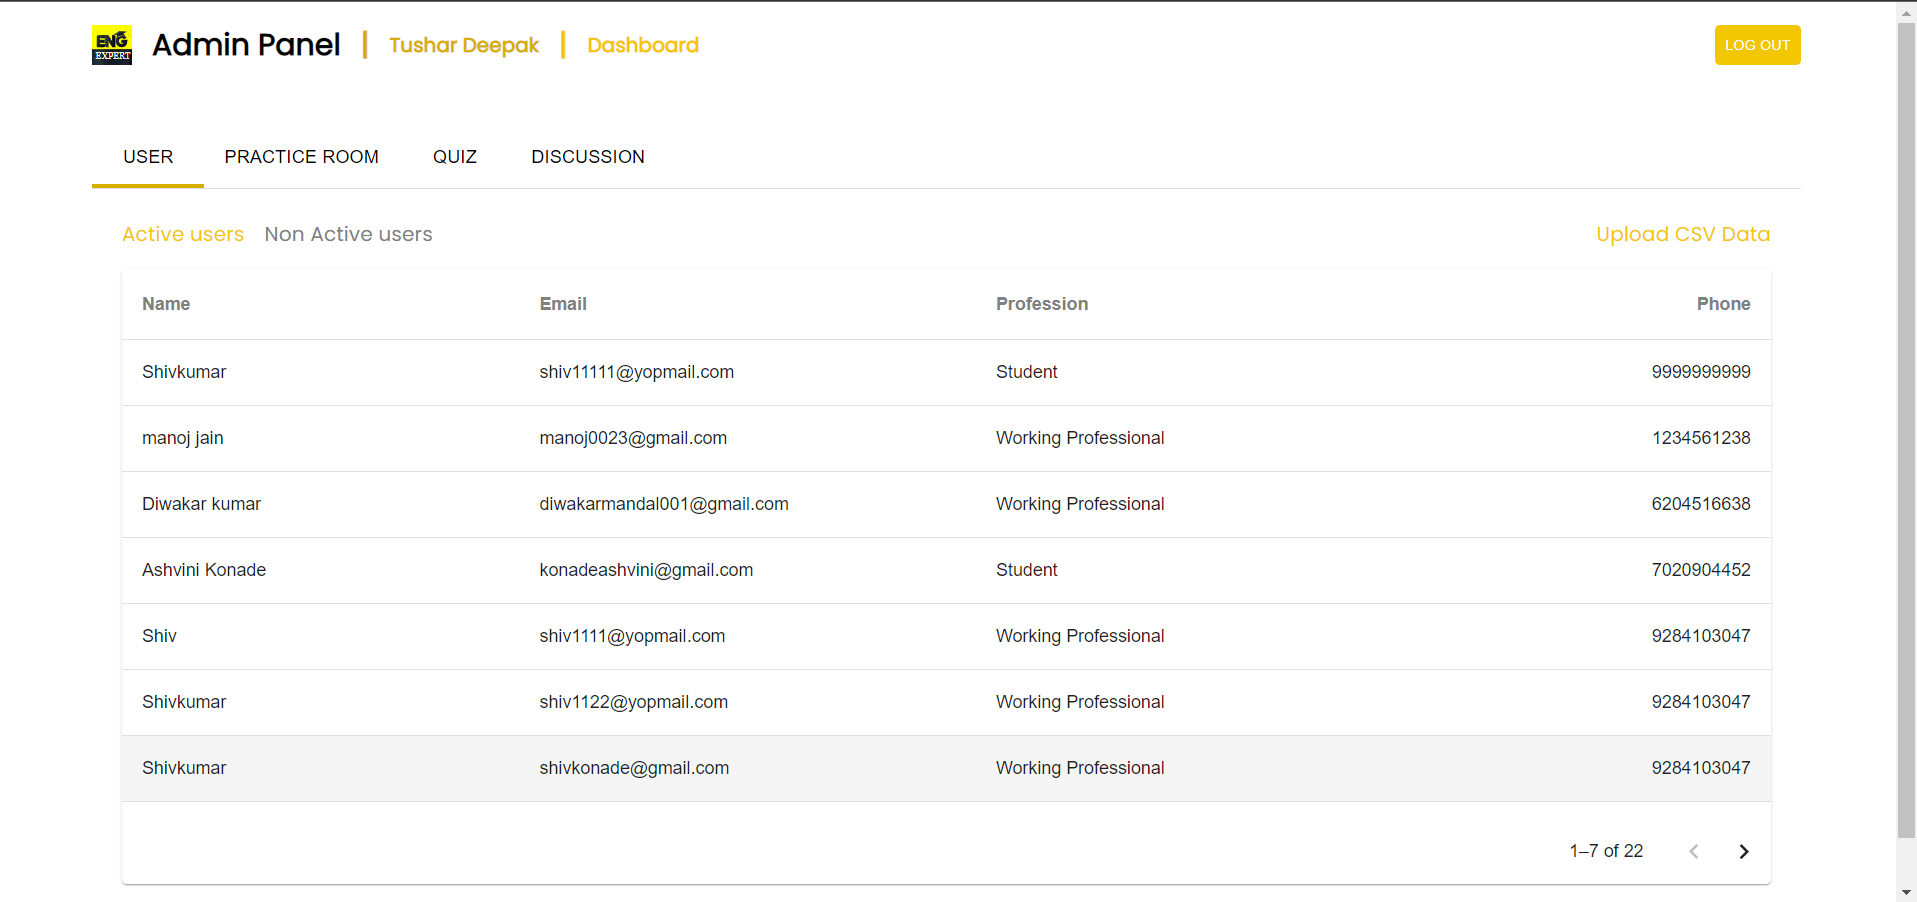 ENG
EXPERT
Admin Panel | Tushar Deepak | Dashboard
LOG OUT
USER PRACTICE ROOM QUIZ DISCUSSION
Active users Non Active users Upload CSV Data
Name Email Profession Phone
Shivkumar shiv11111@yopmail.com Student 9999999999
manoj jain manoj0023@gmail.com Working Professional 1234561238
Diwakar kumar diwakarmandal001@gmail.com Working Professional 6204516638
Ashvini Konade konadeashvini@gmail.com Student 7020904452
Shiv shiv1111@yopmail.com Working Professional 9284103047
Shivkumar shiv1122@yopmail.com Working Professional 9284103047
Shivkumar shivkonade@gmail.com Working Professional 9284103047
1–7 of 22